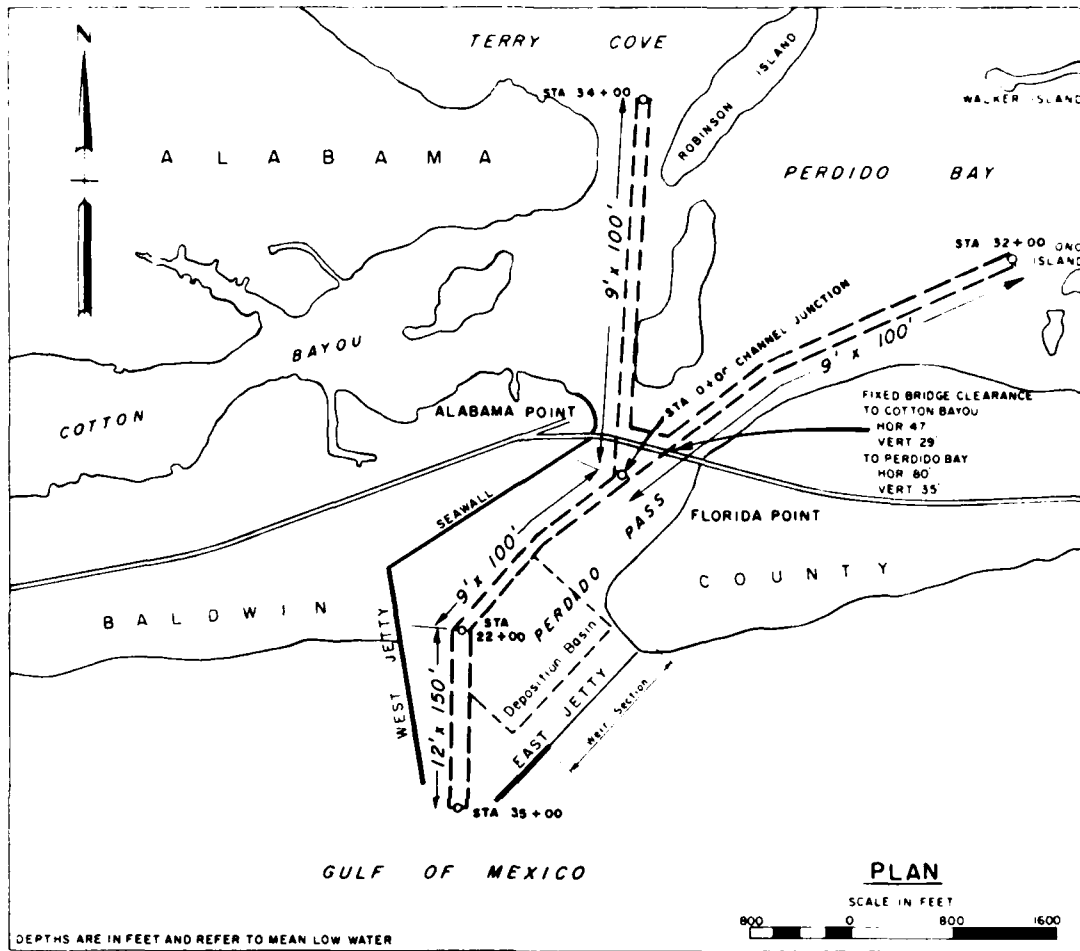 TERRY COVE
N
STA 34+00
ROBINSON ISLAND
WALKER ISLAND
ALABAMA
PERDIDO BAY
STA 32+00
ISLAND
9' x 100'
STA 0+00 CHANNEL JUNCTION
9' x 100'
BAYOU
COTTON
ALABAMA POINT
FIXED BRIDGE CLEARANCE
TO COTTON BAYOU
HOR 47
VERT 29'
TO PERDIDO BAY
HOR 80'
VERT 35'
SEAWALL
FLORIDA POINT
PERDADO PASS
9' x 100'
COUNTY
BALDWIN
STA
22+00
Deposition Basin
WEST JETTY
12' x 150'
EAST JETTY
Weir Section
STA 35+00
GULF OF MEXICO
PLAN
SCALE IN FEET
800 0 800 1600
DEPTHS ARE IN FEET AND REFER TO MEAN LOW WATER